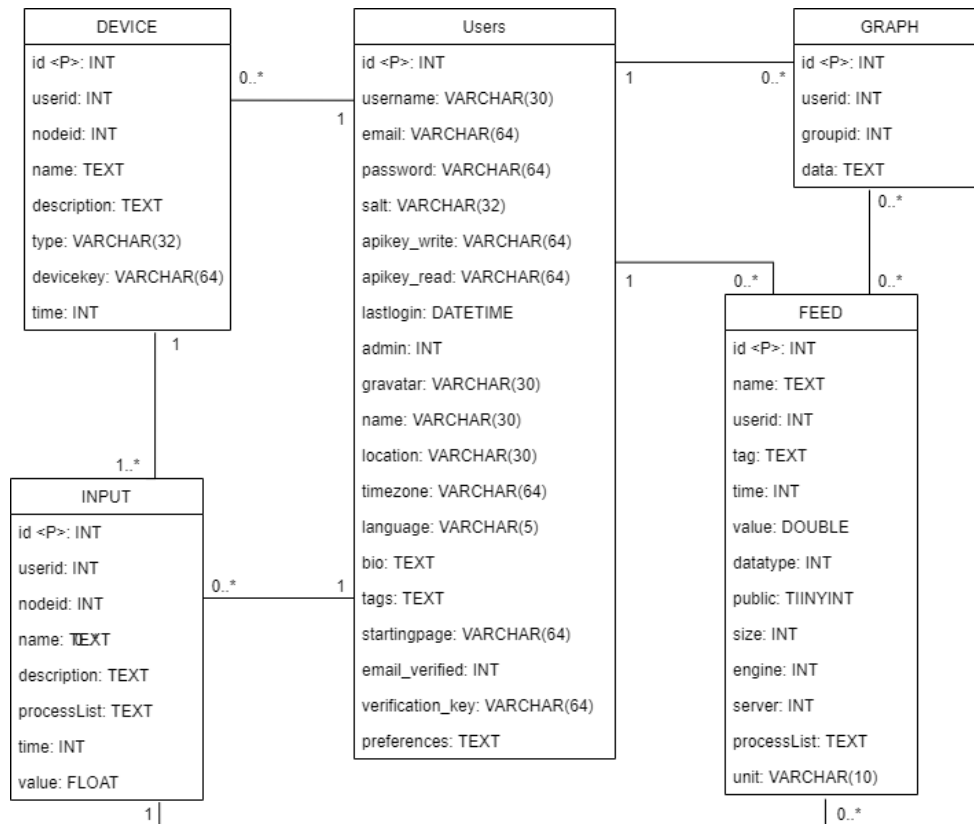 DEVICE
id <P>: INT
userid: INT
nodeid: INT
name: TEXT
description: TEXT
type: VARCHAR(32)
devicekey: VARCHAR(64)
time: INT
0..*
1
Users
id <P>: INT
username: VARCHAR(30)
email: VARCHAR(64)
password: VARCHAR(64)
salt: VARCHAR(32)
apikey_write: VARCHAR(64)
apikey_read: VARCHAR(64)
lastlogin: DATETIME
admin: INT
gravatar: VARCHAR(30)
name: VARCHAR(30)
location: VARCHAR(30)
timezone: VARCHAR(64)
language: VARCHAR(5)
bio: TEXT
tags: TEXT
startingpage: VARCHAR(64)
email_verified: INT
verification_key: VARCHAR(64)
preferences: TEXT
1
0..*
GRAPH
id <P>: INT
userid: INT
groupid: INT
data: TEXT
0..*
0..*
1
0..*
FEED
id <P>: INT
name: TEXT
userid: INT
tag: TEXT
time: INT
value: DOUBLE
datatype: INT
public: TIINYINT
size: INT
engine: INT
server: INT
processList: TEXT
unit: VARCHAR(10)
0..*
1
1..*
INPUT
id <P>: INT
userid: INT
nodeid: INT
name: TEXT
description: TEXT
processList: TEXT
time: INT
value: FLOAT
0..*
1
1